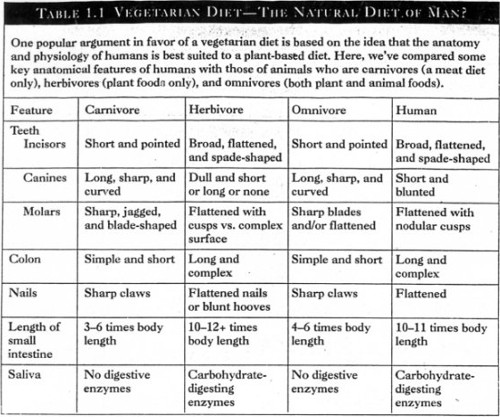 TABLE 1.1 VEGETARIAN DIET—THE NATURAL DIET OF MAN?
One popular argument in favor of a vegetarian diet is based on the idea that the anatomy
and physiology of humans is best suited to a plant-based diet. Here, we've compared some
key anatomical features of humans with those of animals who are carnivores (a meat diet
only), herbivores (plant foods only), and omnivores (both plant and animal foods).
Feature Carnivore Herbivore Omnivore Human
Teeth
Incisors Short and pointed Broad, flattened, Short and pointed Broad, flattened,
and spade-shaped and spade-shaped
Canines Long, sharp, and Dull and short Long, sharp, and Short and
curved or long or none curved blunted
Molars Sharp, jagged, Flattened with Sharp blades Flattened with
and blade-shaped cusps vs. complex and/or flattened nodular cusps
surface
Colon Simple and short Long and Simple and short Long and
complex complex
Nails Sharp claws Flattened nails Sharp claws Flattened
or blunt hooves
Length of 3–6 times body 10–12+ times 4–6 times body 10–11 times body
small length body length length length
intestine
Saliva No digestive Carbohydrate- No digestive Carbohydrate-
enzymes digesting enzymes digesting
enzymes enzymes